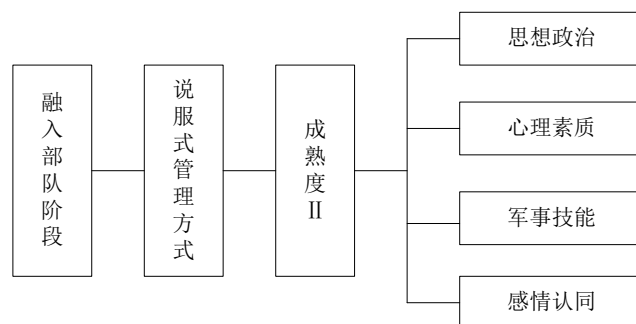 融入部队阶段
说服式管理方式
成熟度Ⅱ
思想政治
心理素质
军事技能
感情认同